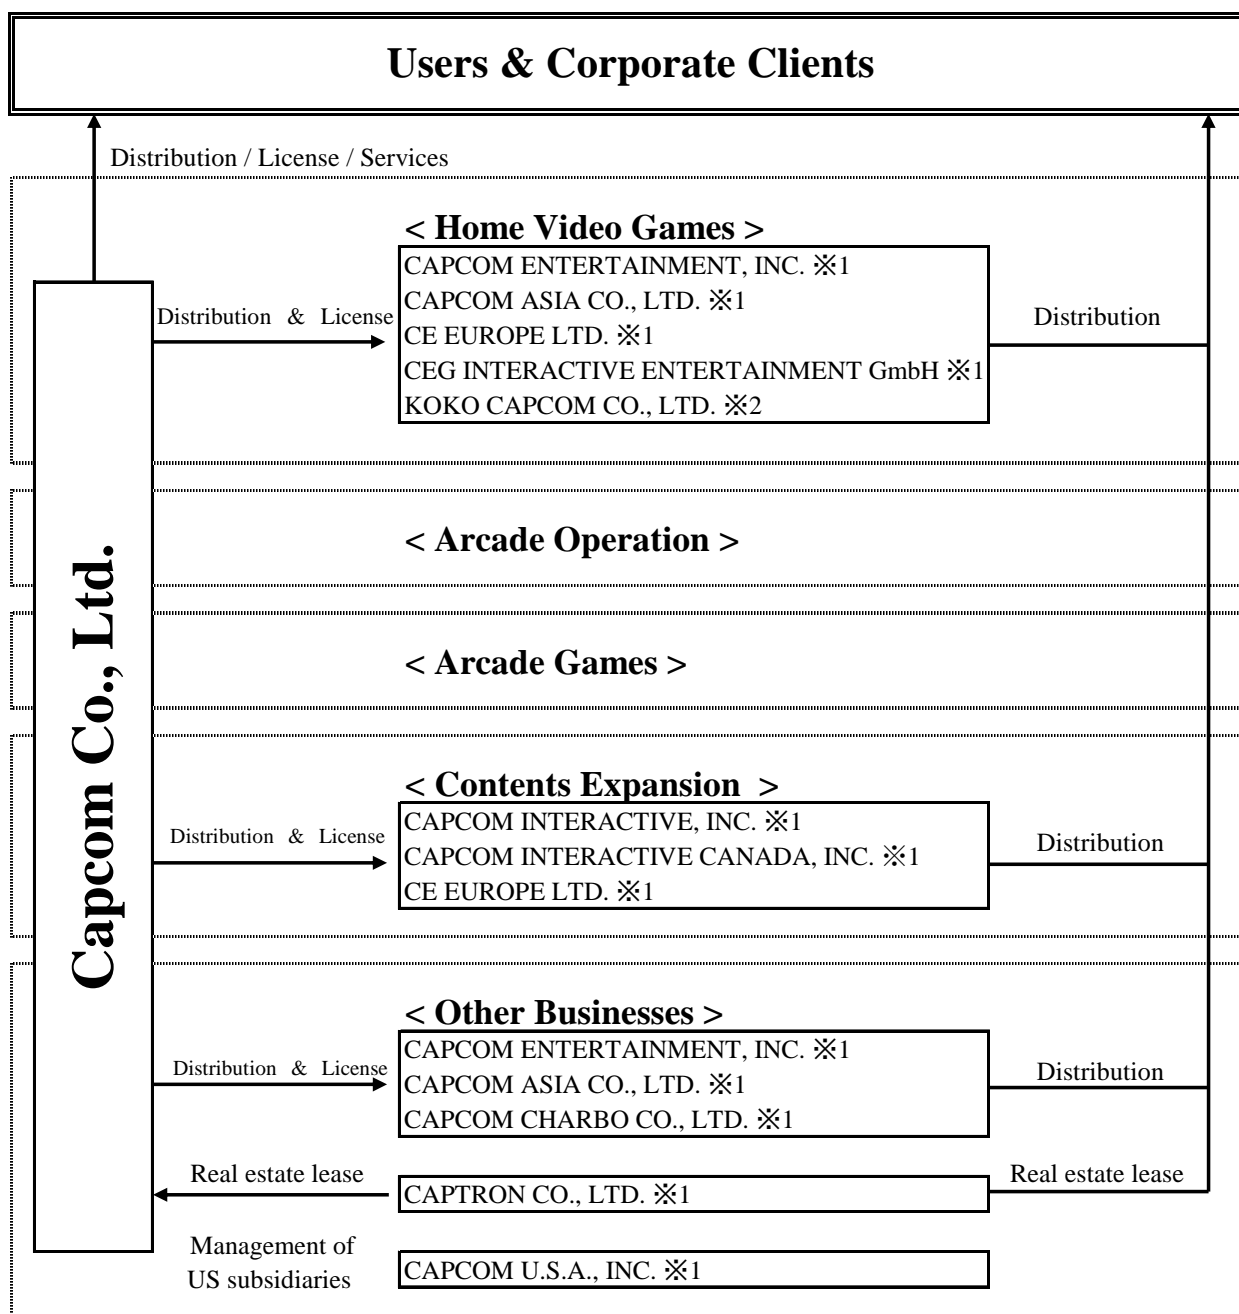 Users & Corporate Clients
Distribution / License / Services
Capcom Co., Ltd.
< Home Video Games >
Distribution & License
CAPCOM ENTERTAINMENT, INC. ※1
CAPCOM ASIA CO., LTD. ※1
CE EUROPE LTD. ※1
CEG INTERACTIVE ENTERTAINMENT GmbH ※1
KOKO CAPCOM CO., LTD. ※2
Distribution
< Arcade Operation >
< Arcade Games >
< Contents Expansion >
Distribution & License
CAPCOM INTERACTIVE, INC. ※1
CAPCOM INTERACTIVE CANADA, INC. ※1
CE EUROPE LTD. ※1
Distribution
< Other Businesses >
Distribution & License
CAPCOM ENTERTAINMENT, INC. ※1
CAPCOM ASIA CO., LTD. ※1
CAPCOM CHARBO CO., LTD. ※1
Distribution
Real estate lease
CAPTRON CO., LTD. ※1
Real estate lease
Management of
US subsidiaries
CAPCOM U.S.A., INC. ※1